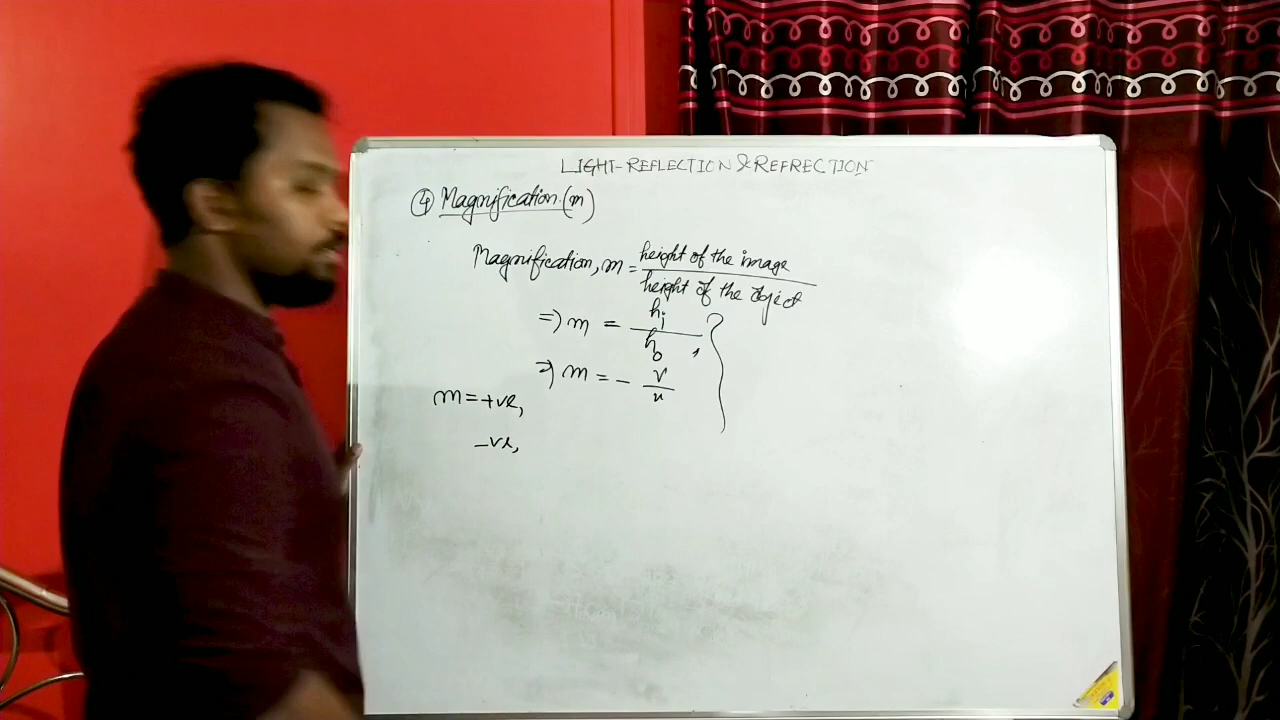 LIGHT-REFLECTION & REFRECTION
④ Magnification (m)
Magnification, m = height of the image / height of the object
=> m = hi / ho ,
=> m = - v / u
m = +ve,
-ve,